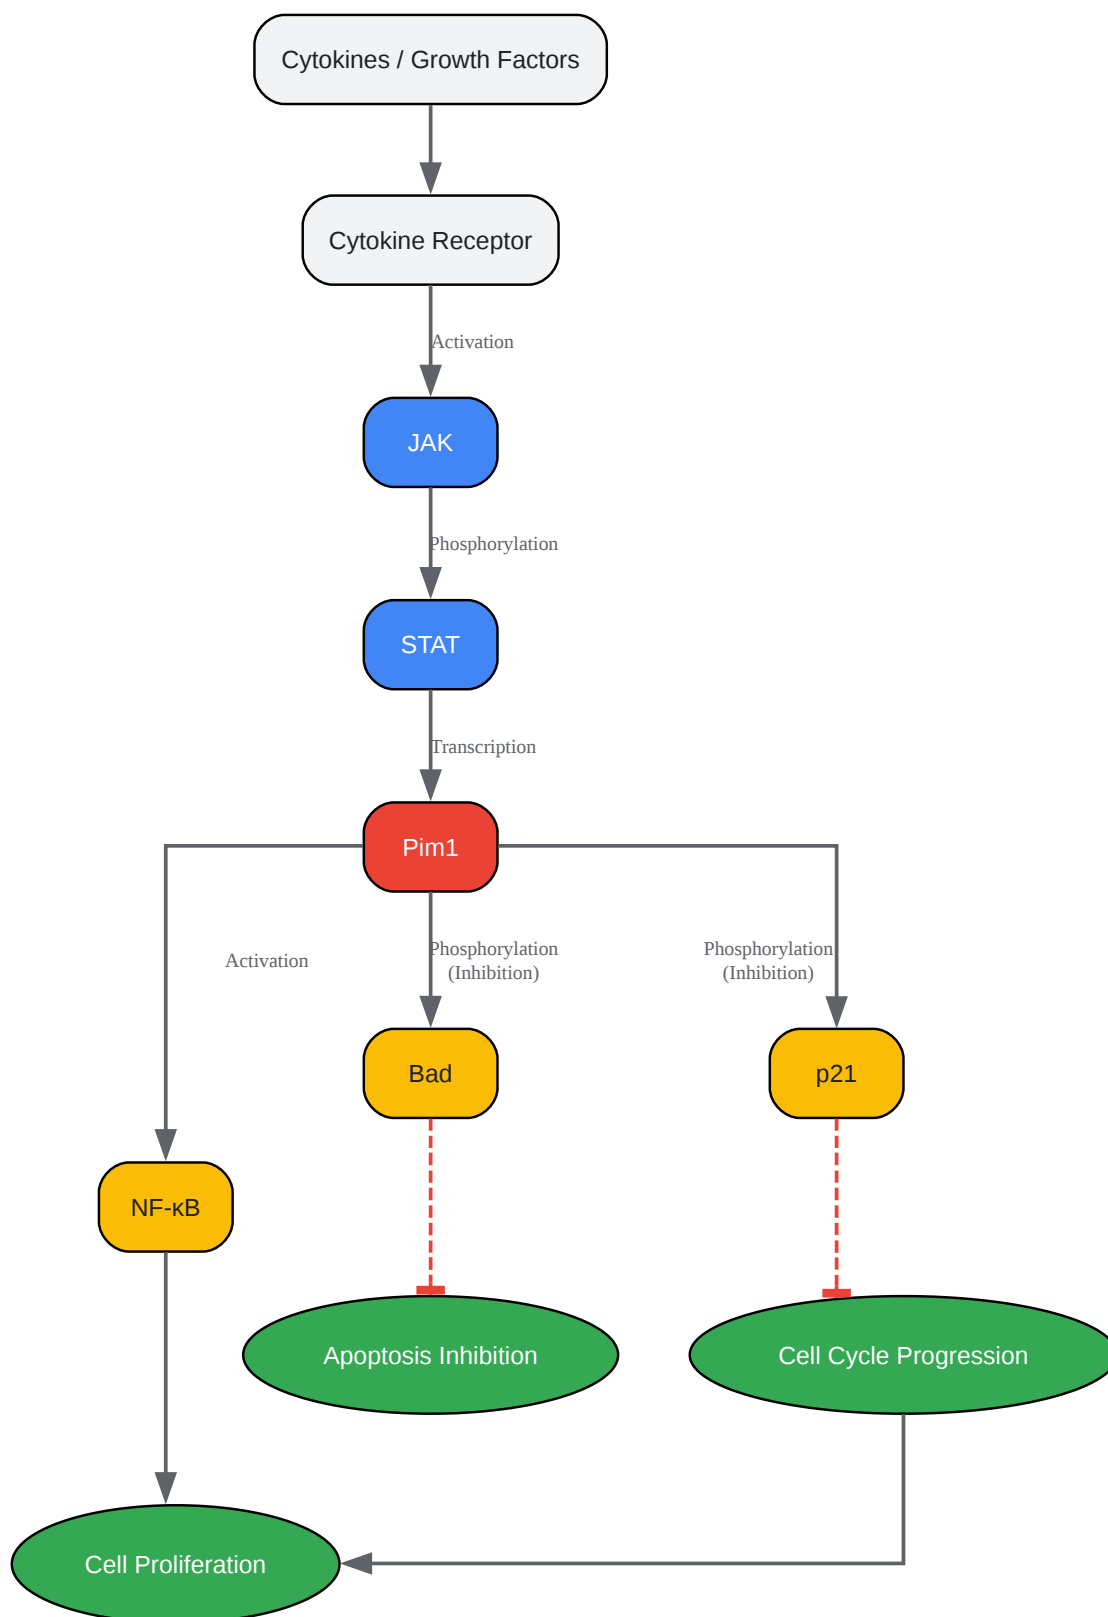 Cytokines / Growth Factors
Cytokine Receptor
Activation
JAK
Phosphorylation
STAT
Transcription
Pim1
Activation
Phosphorylation
(Inhibition)
Phosphorylation
(Inhibition)
Bad
p21
NF-κB
Apoptosis Inhibition
Cell Cycle Progression
Cell Proliferation